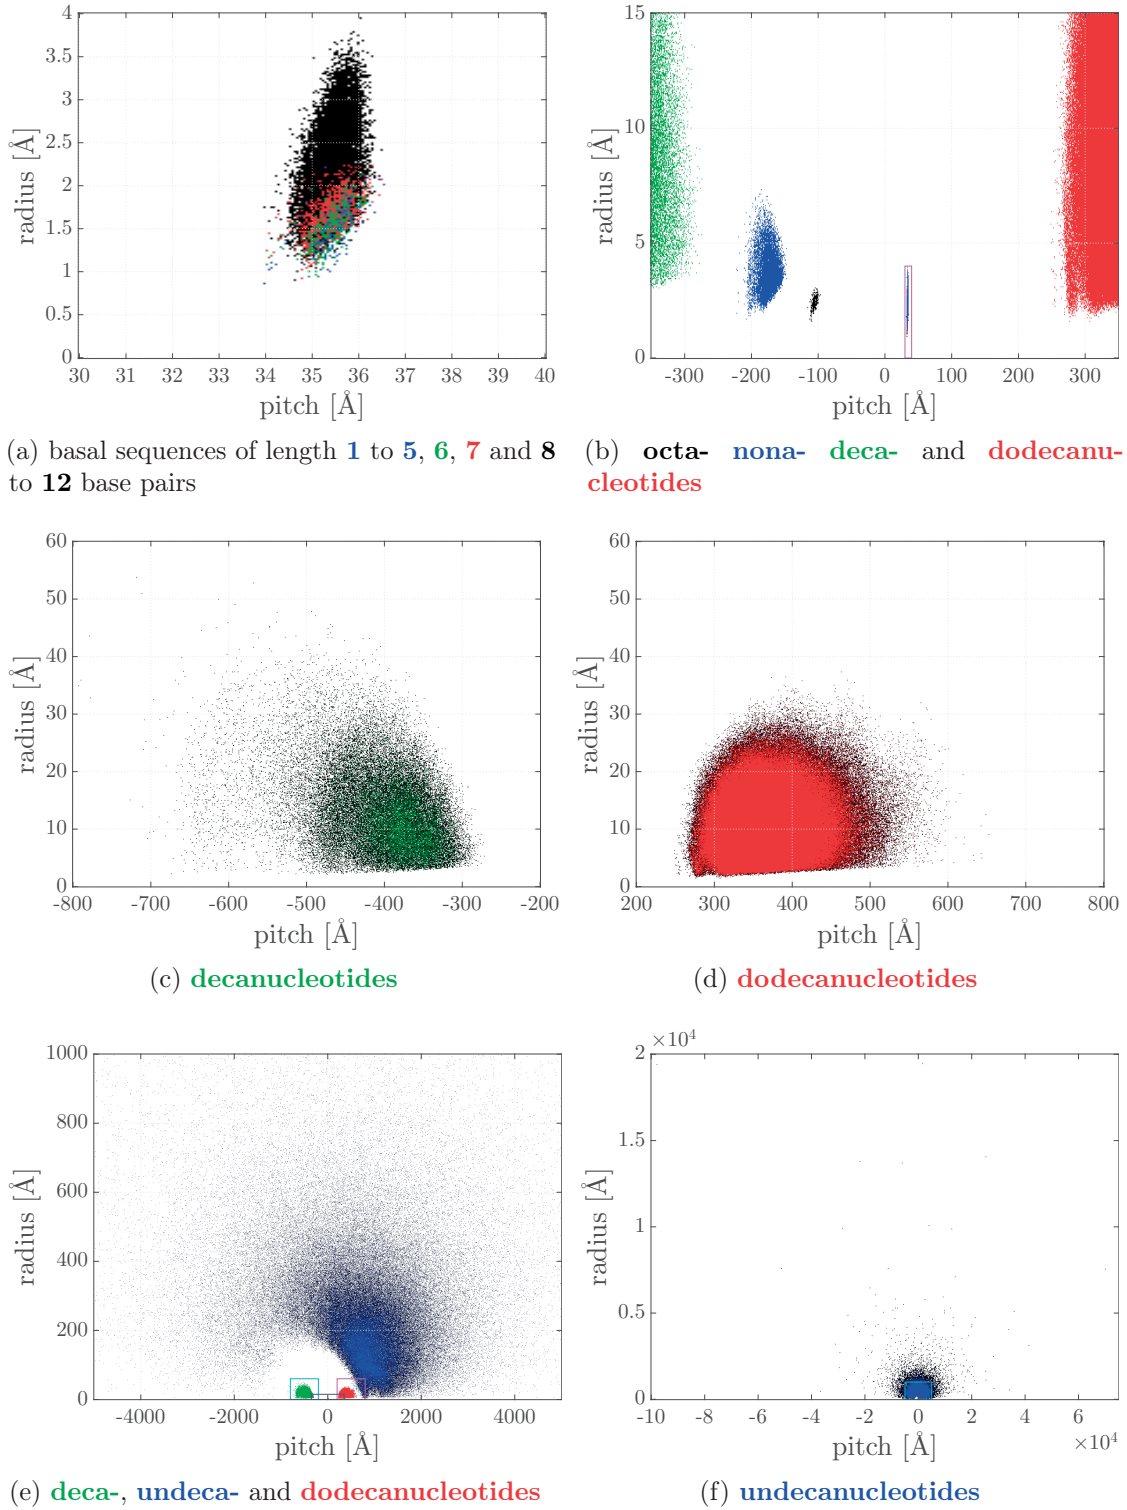 4
3.5
3
2.5
2
1.5
1
0.5
0
radius [Å]
30 31 32 33 34 35 36 37 38 39 40
pitch [Å]
15
10
5
0
radius [Å]
-300 -200 -100 0 100 200 300
pitch [Å]
(a) basal sequences of length 1 to 5, 6, 7 and 8
to 12 base pairs
(b) octa- nona- deca- and dodecanu-
cleotides
60
50
40
30
20
10
0
radius [Å]
-800 -700 -600 -500 -400 -300 -200
pitch [Å]
(c) decanucleotides
60
50
40
30
20
10
0
radius [Å]
200 300 400 500 600 700 800
pitch [Å]
(d) dodecanucleotides
1000
800
600
400
200
0
radius [Å]
-4000 -2000 0 2000 4000
pitch [Å]
(e) deca-, undeca- and dodecanucleotides
×10^4
2
1.5
1
0.5
0
radius [Å]
-10 -8 -6 -4 -2 0 2 4 6
×10^4
pitch [Å]
(f) undecanucleotides